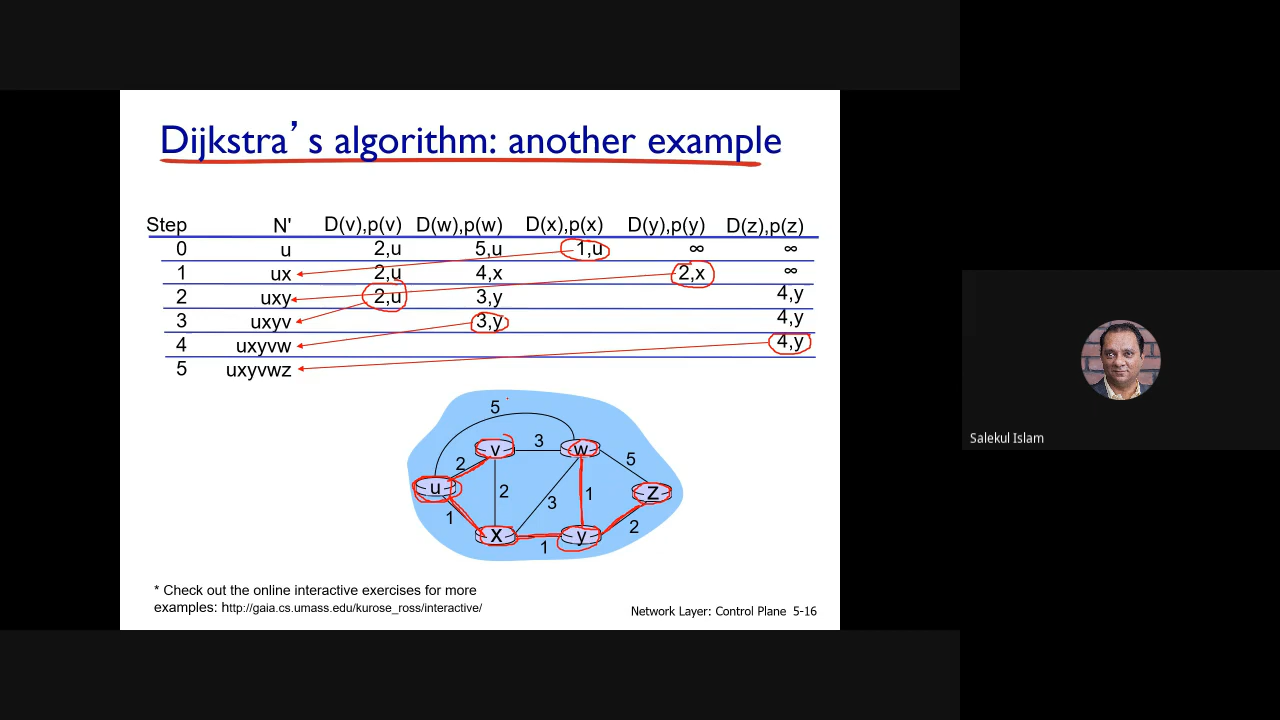 Dijkstra’s algorithm: another example
Step N' D(v),p(v) D(w),p(w) D(x),p(x) D(y),p(y) D(z),p(z)
0 u 2,u 5,u 1,u ∞ ∞
1 ux 2,u 4,x 2,x ∞
2 uxy 2,u 3,y 4,y
3 uxyv 3,y 4,y
4 uxyvw 4,y
5 uxyvwz
5
v 3 w
2 5
u 2 3 1 z
1 2
x 1 y
* Check out the online interactive exercises for more
examples: http://gaia.cs.umass.edu/kurose_ross/interactive/
Network Layer: Control Plane 5-16
Salekul Islam